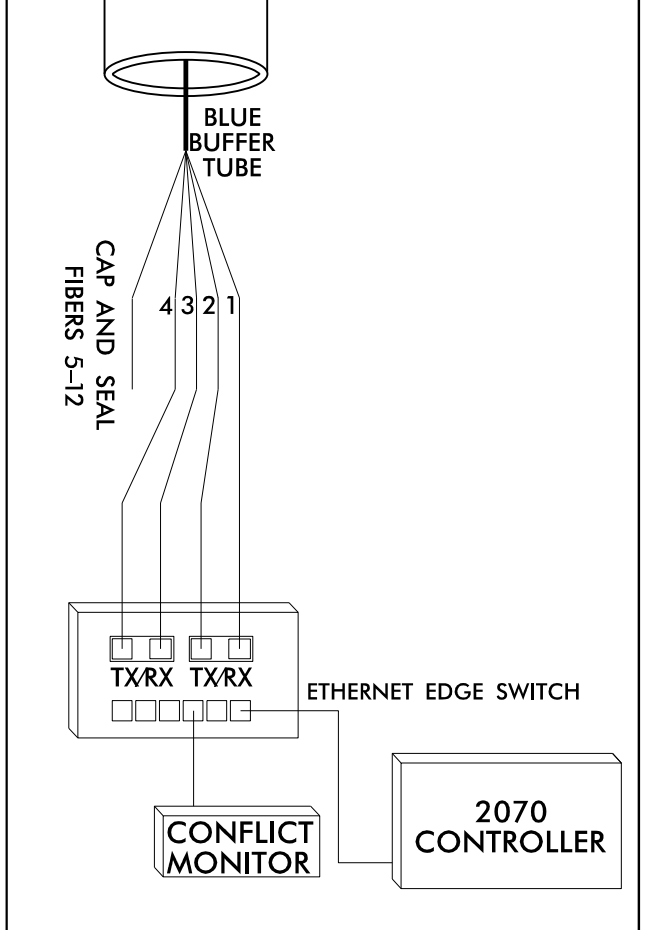 BLUE
BUFFER
TUBE
CAP AND SEAL
FIBERS 5-12
4 3 2 1
TX/RX TX/RX
ETHERNET EDGE SWITCH
CONFLICT
MONITOR
2070
CONTROLLER